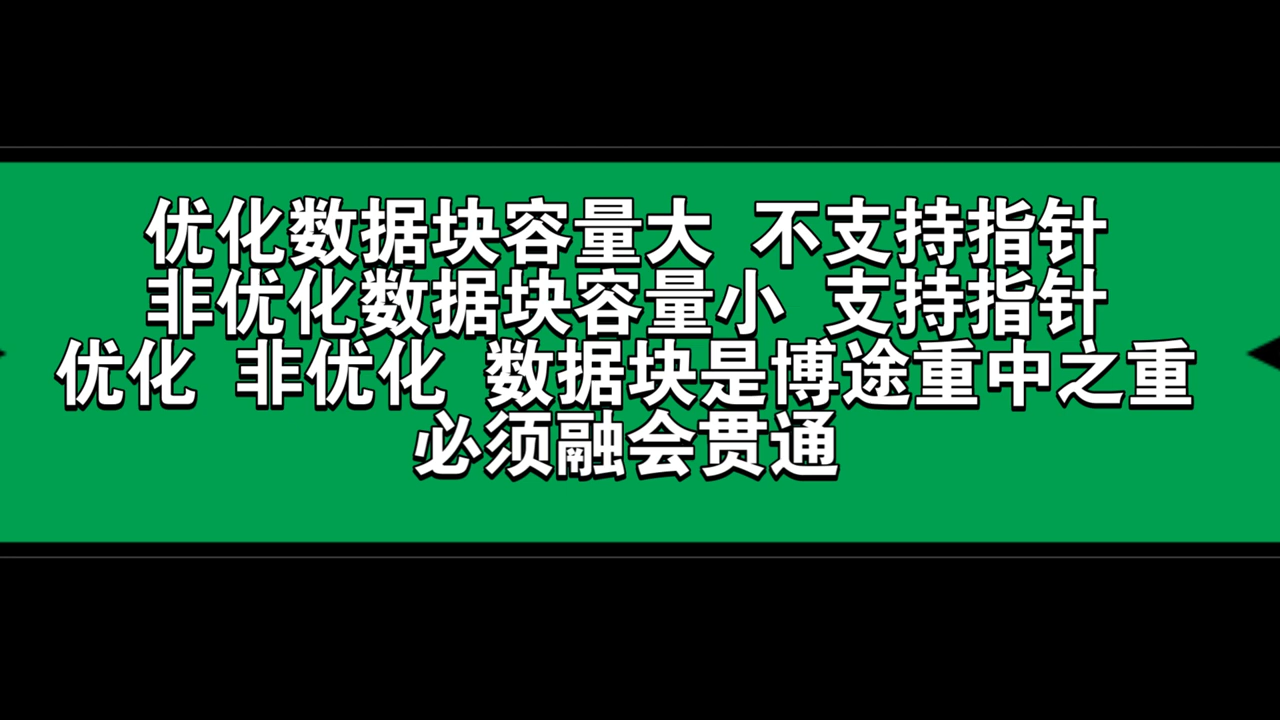 优化数据块容量大 不支持指针
非优化数据块容量小 支持指针
优化 非优化 数据块是博途重中之重
必须融会贯通